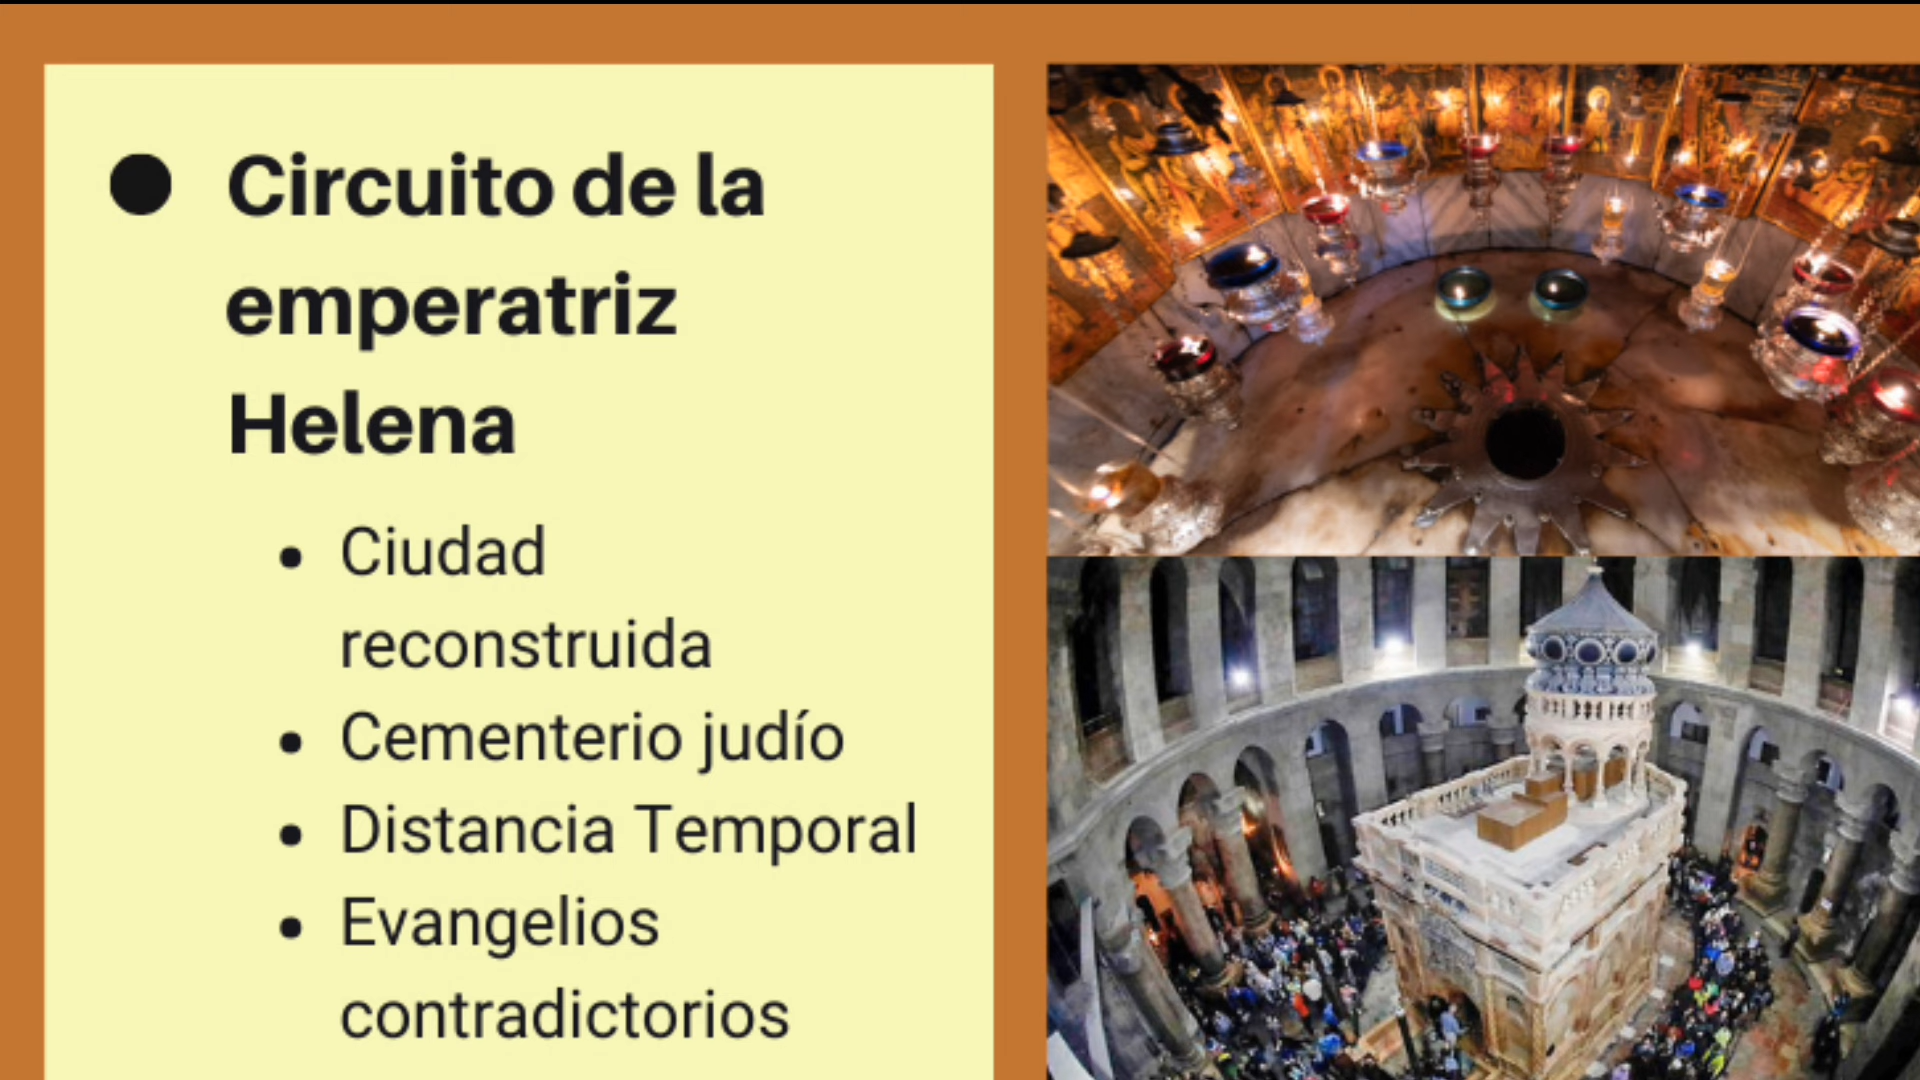 Circuito de la
emperatriz
Helena
Ciudad
reconstruida
Cementerio judío
Distancia Temporal
Evangelios
contradictorios